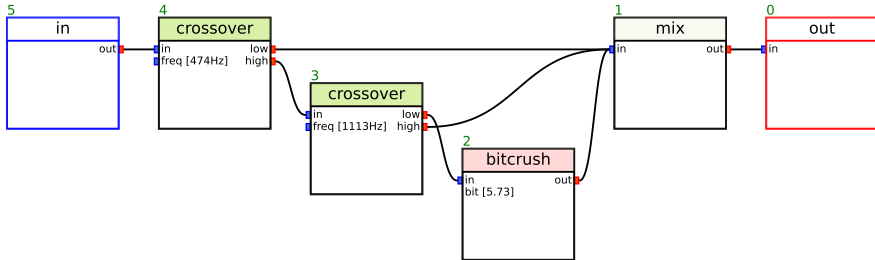 5
in
out
4
crossover
in
low
freq [474Hz]
high
3
crossover
in
low
freq [1113Hz]
high
2
bitcrush
in
out
bit [5.73]
1
mix
in
out
0
out
in